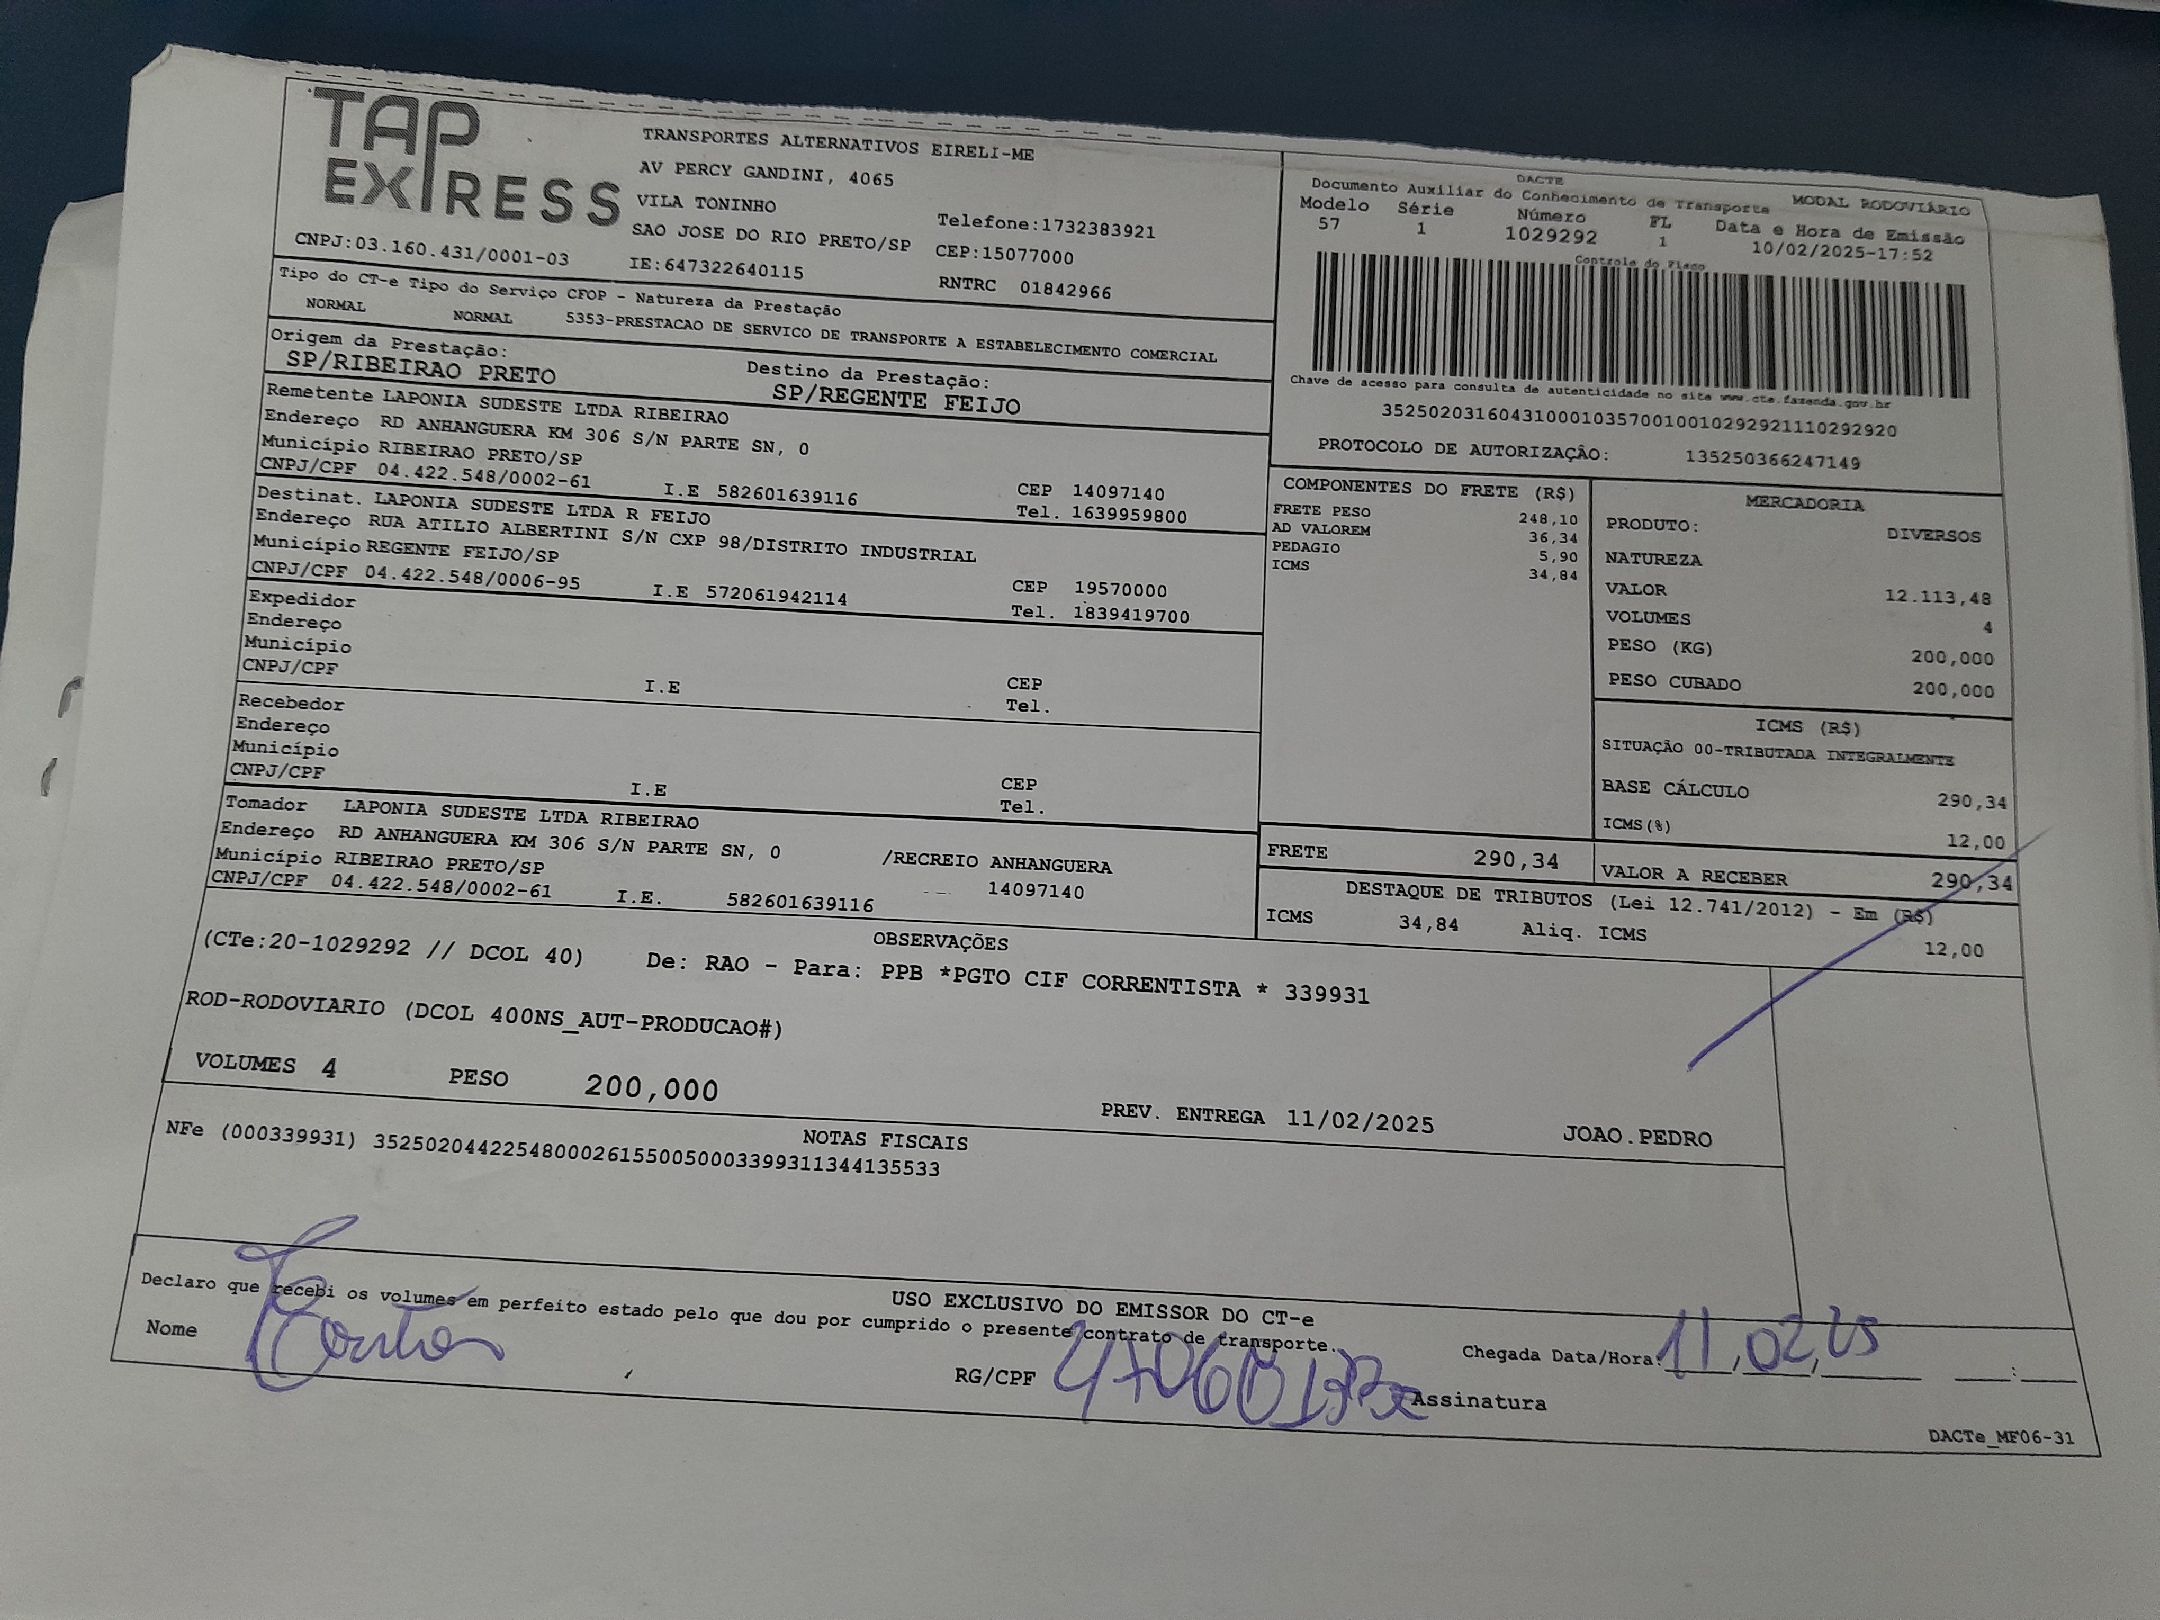 TAP
EXPRESS
TRANSPORTES ALTERNATIVOS EIRELI-ME
AV PERCY GANDINI, 4065
VILA TONINHO
Telefone:1732383921
SAO JOSE DO RIO PRETO/SP CEP:15077000
CNPJ:03.160.431/0001-03 IE:647322640115 RNTRC 01842966
Tipo do CT-e Tipo do Serviço CFOP - Natureza da Prestação
NORMAL NORMAL 5353-PRESTACAO DE SERVICO DE TRANSPORTE A ESTABELECIMENTO COMERCIAL
Origem da Prestação: Destino da Prestação:
SP/RIBEIRAO PRETO SP/REGENTE FEIJO
Remetente LAPONIA SUDESTE LTDA RIBEIRAO
Endereço RD ANHANGUERA KM 306 S/N PARTE SN, 0
Município RIBEIRAO PRETO/SP CEP 14097140
CNPJ/CPF 04.422.548/0002-61 I.E 582601639116 Tel. 1639959800
Destinat. LAPONIA SUDESTE LTDA R FEIJO
Endereço RUA ATILIO ALBERTINI S/N CXP 98/DISTRITO INDUSTRIAL
Município REGENTE FEIJO/SP CEP 19570000
CNPJ/CPF 04.422.548/0006-95 I.E 572061942114 Tel. 1839419700
Expedidor
Endereço
Município CEP
CNPJ/CPF I.E Tel.
Recebedor
Endereço
Município CEP
CNPJ/CPF I.E Tel.
Tomador LAPONIA SUDESTE LTDA RIBEIRAO
Endereço RD ANHANGUERA KM 306 S/N PARTE SN, 0 /RECREIO ANHANGUERA
Município RIBEIRAO PRETO/SP 14097140
CNPJ/CPF 04.422.548/0002-61 I.E. 582601639116
DACTE
Documento Auxiliar do Conhecimento de Transporte MODAL RODOVIÁRIO
Modelo Série Número FL Data e Hora de Emissão
57 1 1029292 1 10/02/2025-17:52
Controle do Fisco
Chave de acesso para consulta de autenticidade no site www.cte.fazenda.gov.br
35250203160431000103570010010292921110292920
PROTOCOLO DE AUTORIZAÇÃO: 135250366247149
COMPONENTES DO FRETE (R$)
FRETE PESO 248,10
AD VALOREM 36,34
PEDAGIO 5,90
ICMS 34,84
MERCADORIA
PRODUTO: DIVERSOS
NATUREZA
VALOR 12.113,48
VOLUMES 4
PESO (KG) 200,000
PESO CUBADO 200,000
ICMS (R$)
SITUAÇÃO 00-TRIBUTADA INTEGRALMENTE
BASE CÁLCULO 290,34
ICMS(%) 12,00
FRETE 290,34 VALOR A RECEBER 290,34
DESTAQUE DE TRIBUTOS (Lei 12.741/2012) - Em (R$)
ICMS 34,84 Aliq. ICMS 12,00
OBSERVAÇÕES
(CTe:20-1029292 // DCOL 40) De: RAO - Para: PPB *PGTO CIF CORRENTISTA * 339931
ROD-RODOVIARIO (DCOL 400NS_AUT-PRODUCAO#)
VOLUMES 4 PESO 200,000 PREV. ENTREGA 11/02/2025 JOAO.PEDRO
NOTAS FISCAIS
NFe (000339931) 35250204422548000261550050003399311344135533
USO EXCLUSIVO DO EMISSOR DO CT-e
Declaro que recebi os volumes em perfeito estado pelo que dou por cumprido o presente contrato de transporte.
Nome RG/CPF Assinatura Chegada Data/Hora: 11,02,25 :
DACTe_MF06-31